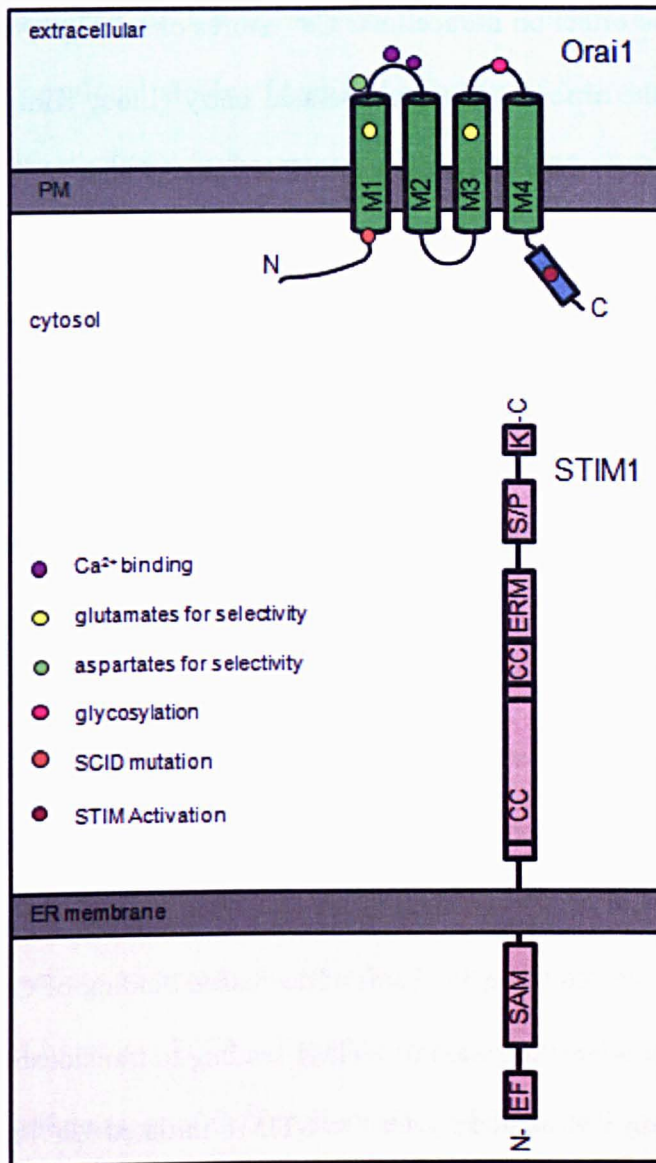 extracellular
Orai1
PM
M1
M2
M3
M4
N
C
cytosol
K -C
STIM1
S/P
ERM
CC
CC
Ca²⁺ binding
glutamates for selectivity
aspartates for selectivity
glycosylation
SCID mutation
STIM Activation
ER membrane
SAM
N- EF